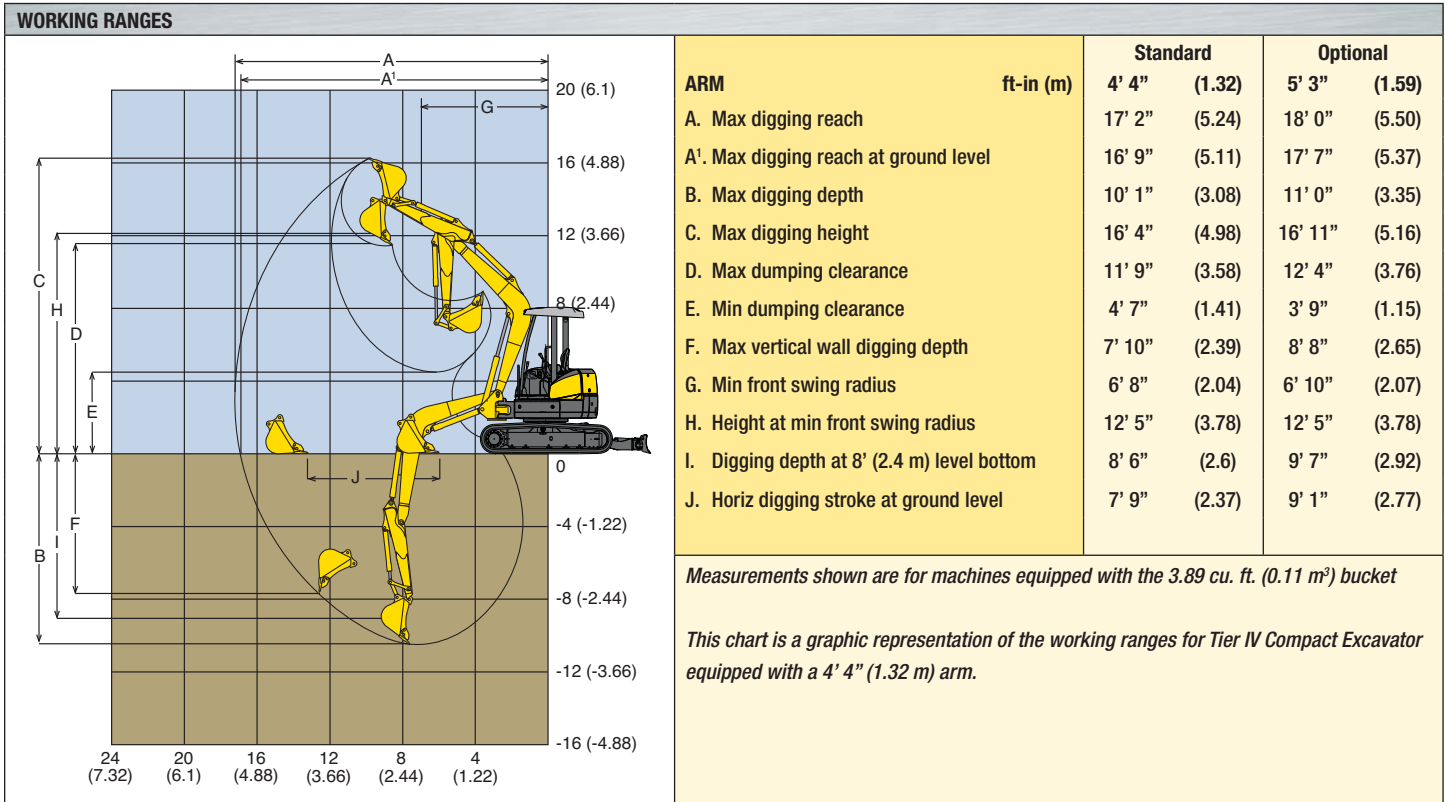 WORKING RANGES
A
A¹
G
C
H
D
E
B
I
F
J
20 (6.1)
16 (4.88)
12 (3.66)
8 (2.44)
0
-4 (-1.22)
-8 (-2.44)
-12 (-3.66)
-16 (-4.88)
24 20 16 12 8 4
(7.32) (6.1) (4.88) (3.66) (2.44) (1.22)
Standard Optional
ARM ft-in (m) 4’ 4” (1.32) 5’ 3” (1.59)
A. Max digging reach 17’ 2” (5.24) 18’ 0” (5.50)
A¹. Max digging reach at ground level 16’ 9” (5.11) 17’ 7” (5.37)
B. Max digging depth 10’ 1” (3.08) 11’ 0” (3.35)
C. Max digging height 16’ 4” (4.98) 16’ 11” (5.16)
D. Max dumping clearance 11’ 9” (3.58) 12’ 4” (3.76)
E. Min dumping clearance 4’ 7” (1.41) 3’ 9” (1.15)
F. Max vertical wall digging depth 7’ 10” (2.39) 8’ 8” (2.65)
G. Min front swing radius 6’ 8” (2.04) 6’ 10” (2.07)
H. Height at min front swing radius 12’ 5” (3.78) 12’ 5” (3.78)
I. Digging depth at 8’ (2.4 m) level bottom 8’ 6” (2.6) 9’ 7” (2.92)
J. Horiz digging stroke at ground level 7’ 9” (2.37) 9’ 1” (2.77)
Measurements shown are for machines equipped with the 3.89 cu. ft. (0.11 m³) bucket
This chart is a graphic representation of the working ranges for Tier IV Compact Excavator
equipped with a 4’ 4” (1.32 m) arm.